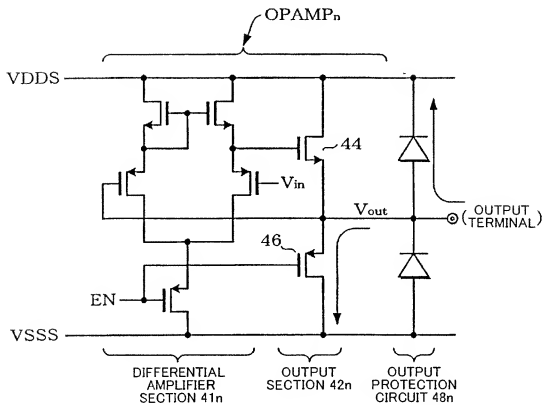 OPAMPn
VDDS
44
Vin
Vout
(OUTPUT
TERMINAL)
46
EN
VSSS
DIFFERENTIAL
AMPLIFIER
SECTION 41n
OUTPUT
SECTION 42n
OUTPUT
PROTECTION
CIRCUIT 48n